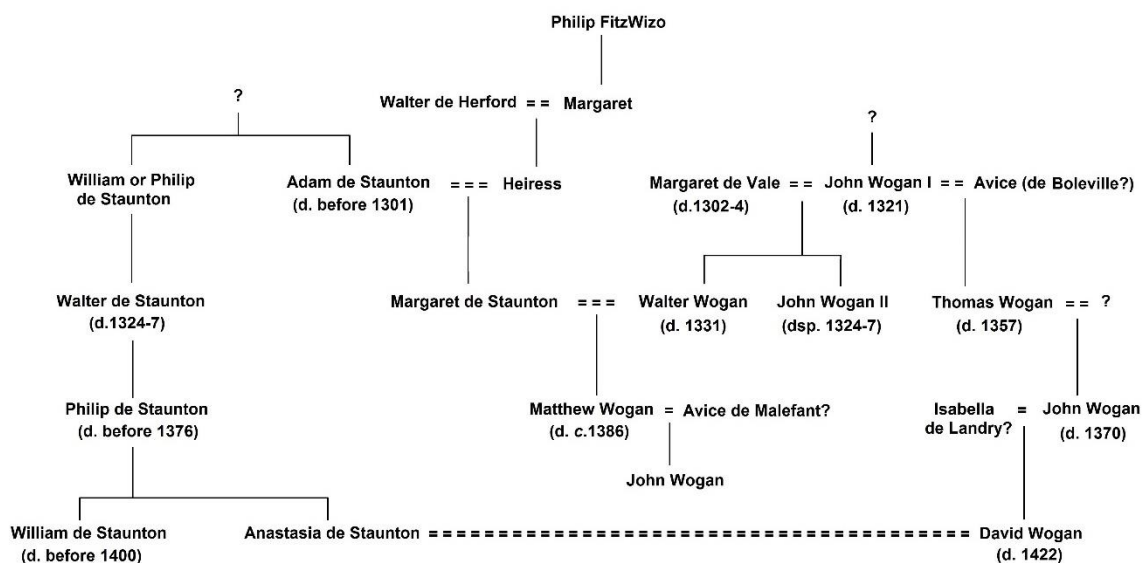 Philip FitzWizo
Walter de Herford = = Margaret
?
?
William or Philip
de Staunton
Adam de Staunton === Heiress
(d. before 1301)
Margaret de Vale == John Wogan I == Avice (de Boleville?)
(d.1302-4) (d. 1321)
Walter de Staunton
(d.1324-7)
Margaret de Staunton === Walter Wogan
(d. 1331)
John Wogan II
(dsp. 1324-7)
Thomas Wogan == ?
(d. 1357)
Philip de Staunton
(d. before 1376)
Matthew Wogan = Avice de Malefant?
(d. c.1386)
Isabella
de Landry?
= John Wogan
(d. 1370)
John Wogan
William de Staunton
(d. before 1400)
Anastasia de Staunton ======================================== David Wogan
(d. 1422)